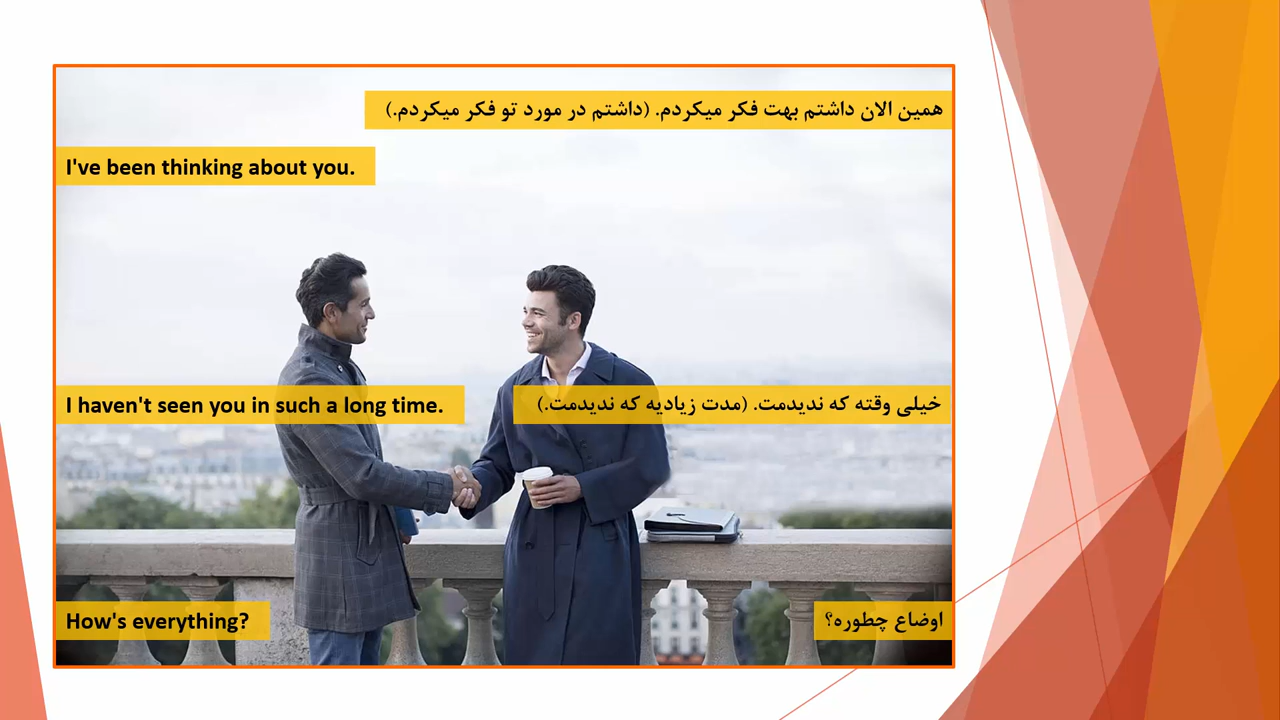 همین الان داشتم بهت فکر میکردم. (داشتم در مورد تو فکر میکردم.)
I've been thinking about you.
I haven't seen you in such a long time.
خیلی وقته که ندیدمت. (مدت زیادیه که ندیدمت.)
How's everything?
اوضاع چطوره؟